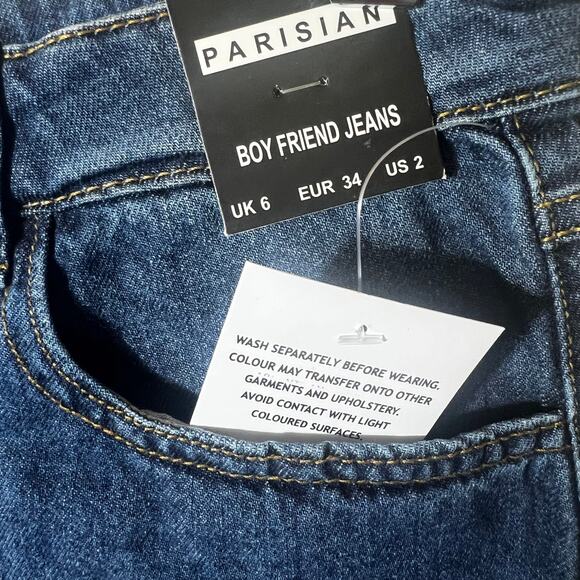 PARISIAN
BOY FRIEND JEANS
UK 6 EUR 34 US 2
WASH SEPARATELY BEFORE WEARING.
COLOUR MAY TRANSFER ONTO OTHER
GARMENTS AND UPHOLSTERY.
AVOID CONTACT WITH LIGHT
COLOURED SURFACES